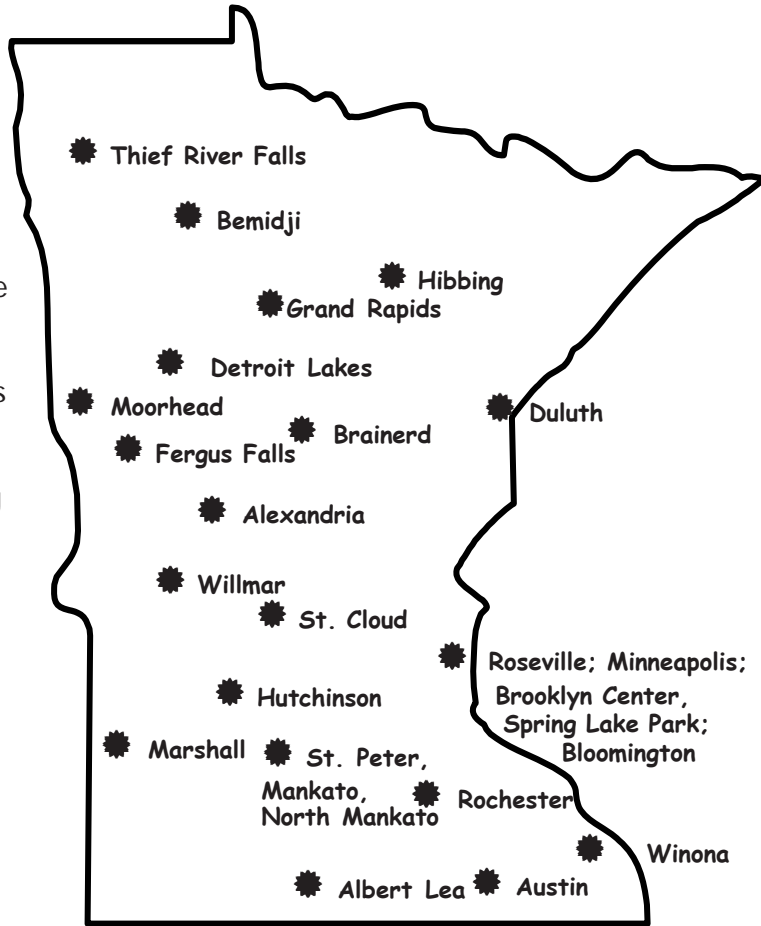 Thief River Falls
Bemidji
e
Hibbing
Grand Rapids
Detroit Lakes
s
Moorhead
Duluth
Brainerd
Fergus Falls
Alexandria
Willmar
St. Cloud
Roseville; Minneapolis;
Brooklyn Center,
Spring Lake Park;
Bloomington
Hutchinson
Marshall
St. Peter,
Mankato,
North Mankato
Rochester
Winona
Albert Lea
Austin